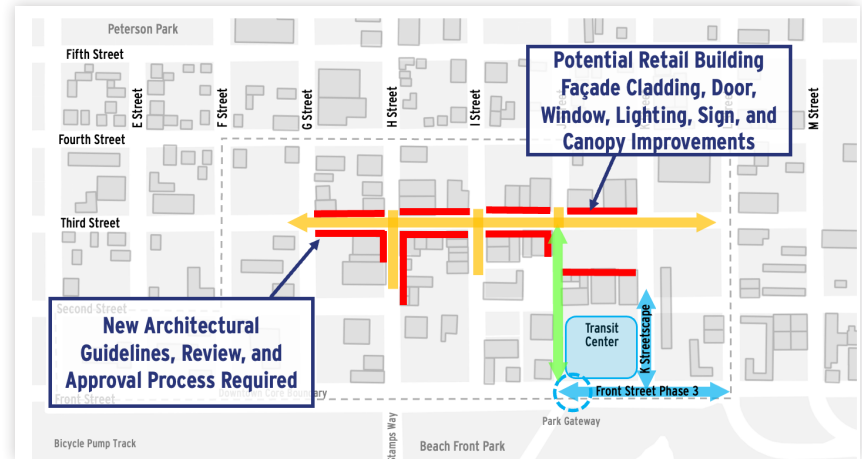 Peterson Park
Fifth Street
E Street
F Street
G Street
H Street
I Street
M Street
Potential Retail Building
Façade Cladding, Door,
Window, Lighting, Sign, and
Canopy Improvements
Fourth Street
Third Street
Second Street
New Architectural
Guidelines, Review, and
Approval Process Required
Transit
Center
K Streetscape
Front Street
Downtown Core Boundary
Front Street Phase 3
Park Gateway
Stamps Way
Bicycle Pump Track
Beach Front Park